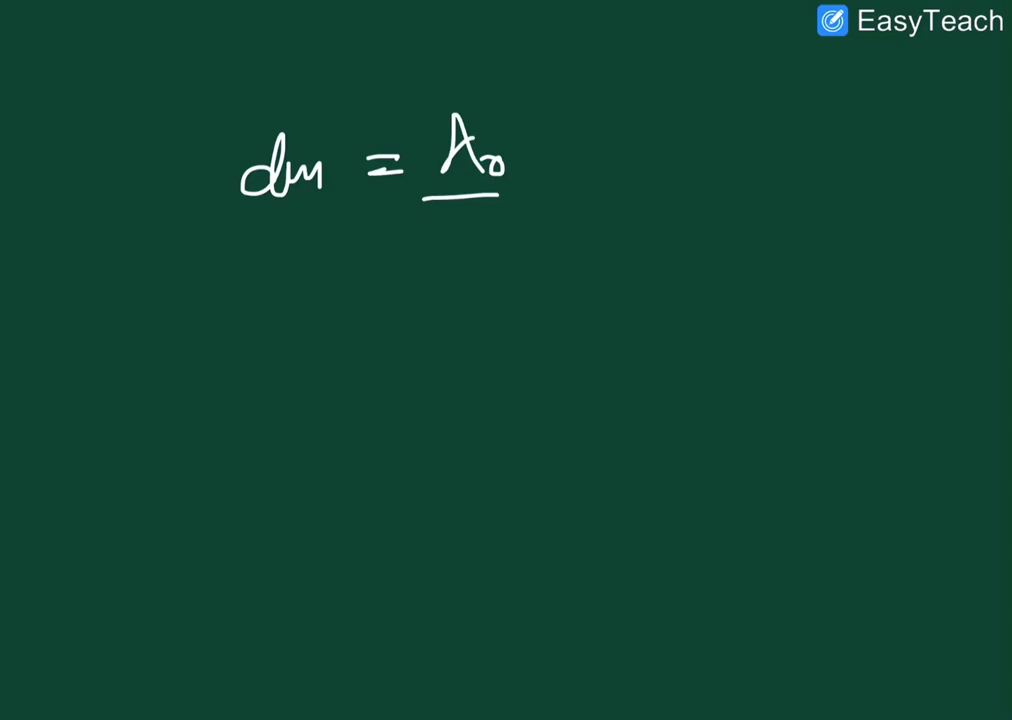 EasyTeach
dm = A₀